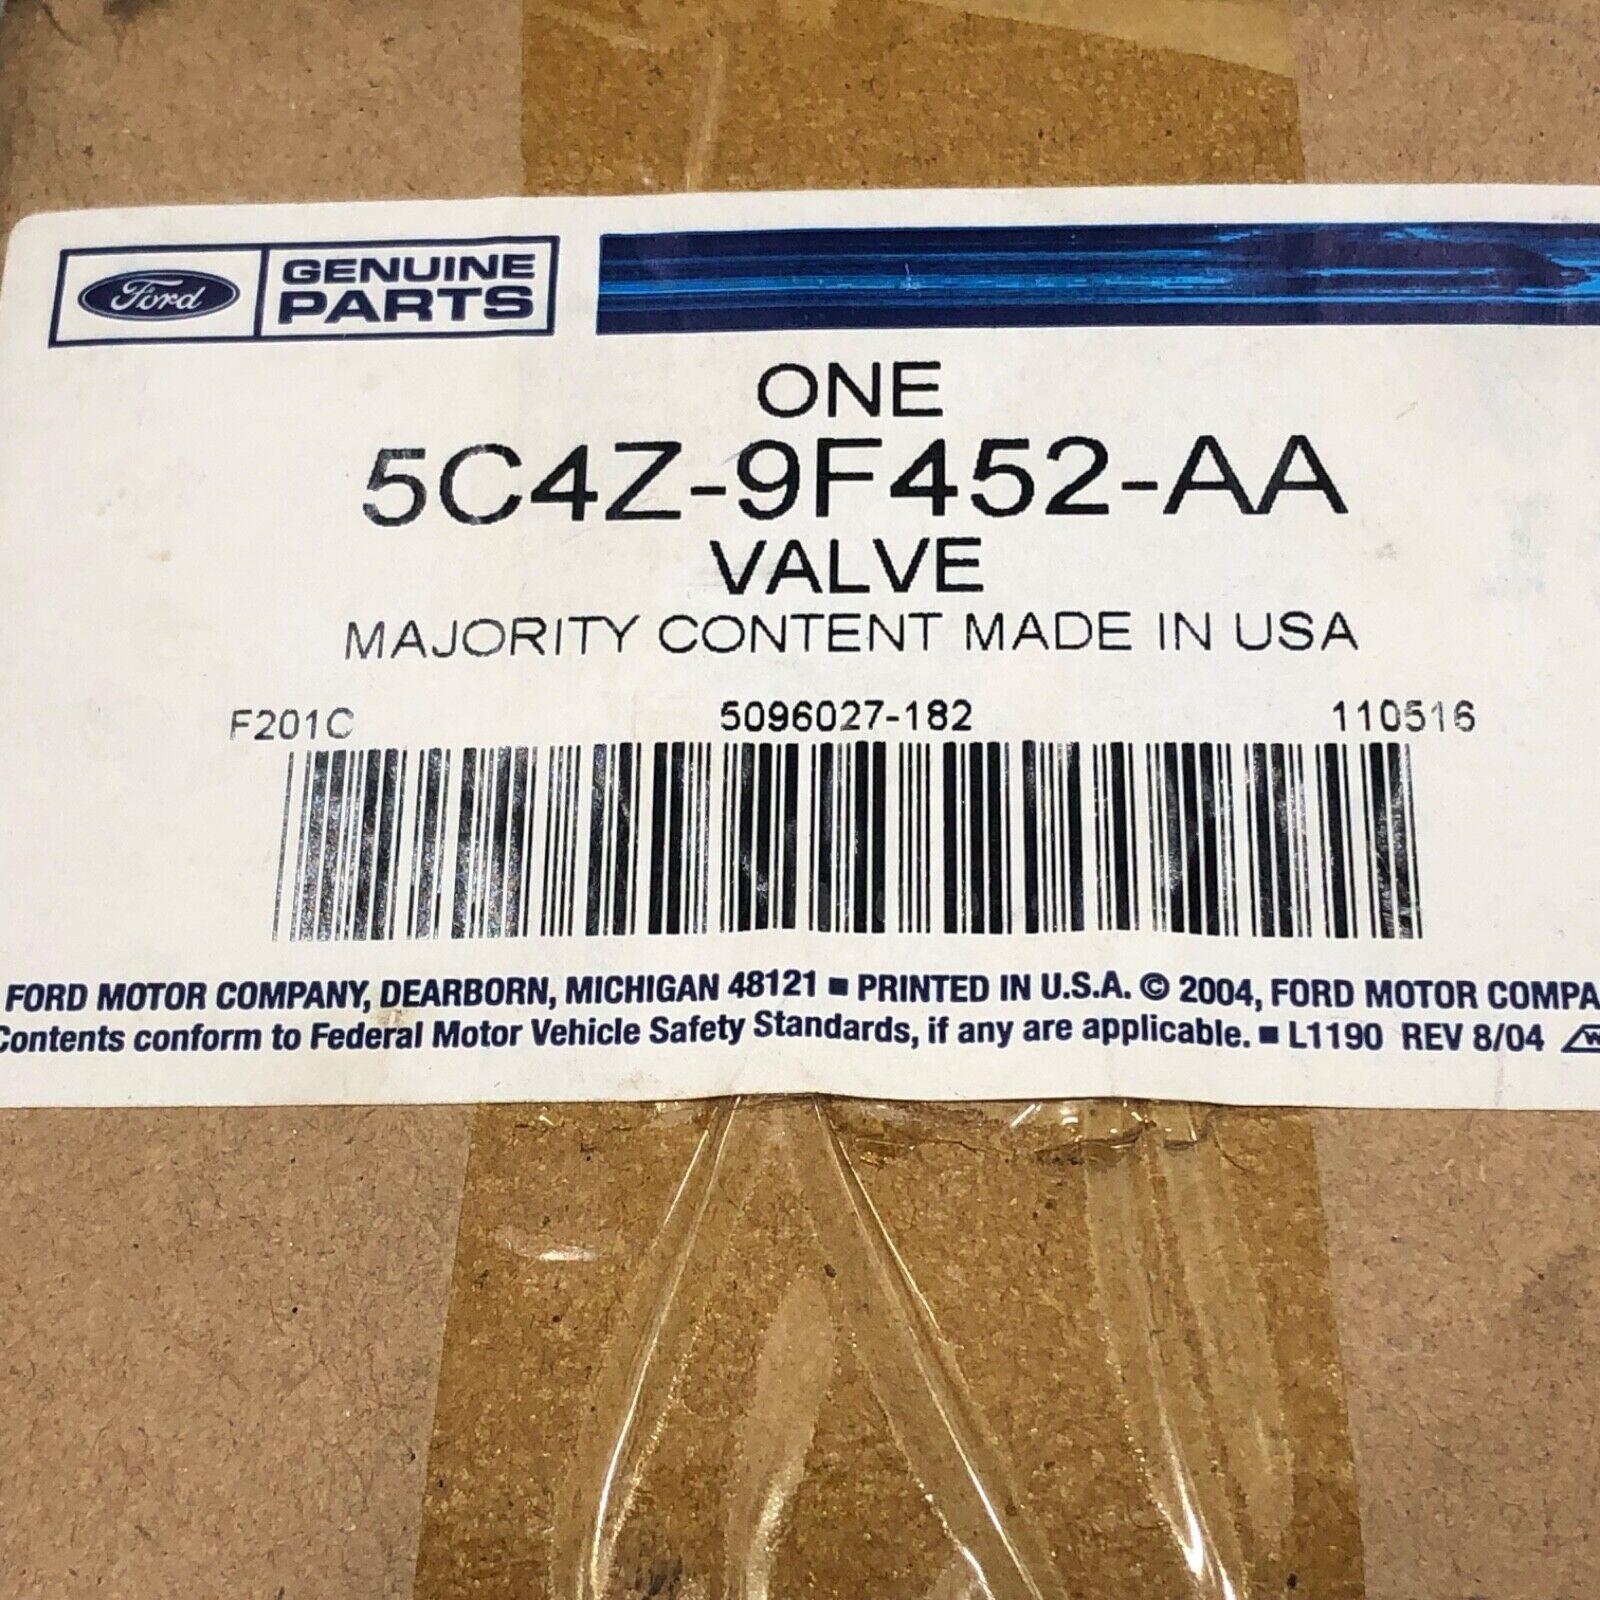 Ford GENUINE
PARTS
ONE
5C4Z-9F452-AA
VALVE
MAJORITY CONTENT MADE IN USA
F201C 5096027-182 110516
FORD MOTOR COMPANY, DEARBORN, MICHIGAN 48121 ■ PRINTED IN U.S.A. © 2004, FORD MOTOR COMPA
Contents conform to Federal Motor Vehicle Safety Standards, if any are applicable. ■ L1190 REV 8/04